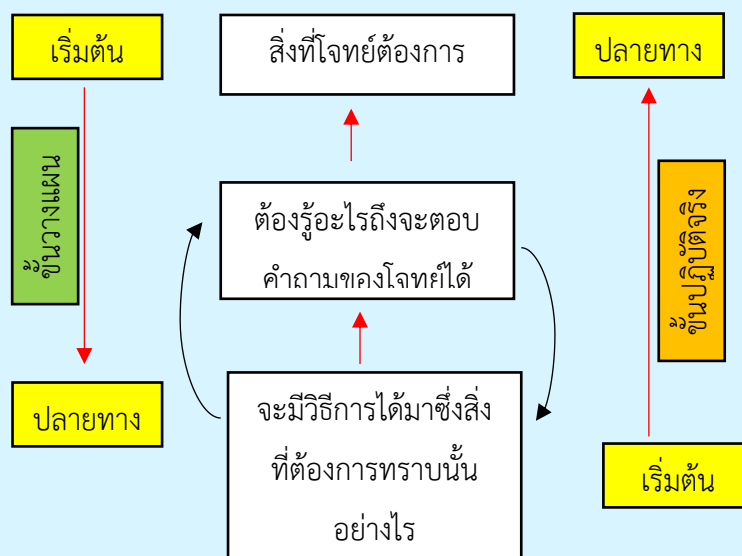 เริ่มต้น
สิ่งที่โจทย์ต้องการ
ปลายทาง
ขั้นวางแผน
ต้องรู้อะไรถึงจะตอบ
คำถามของโจทย์ได้
ขั้นปฏิบัติจริง
ปลายทาง
จะมีวิธีการได้มาซึ่งสิ่ง
ที่ต้องการทราบนั้น
อย่างไร
เริ่มต้น